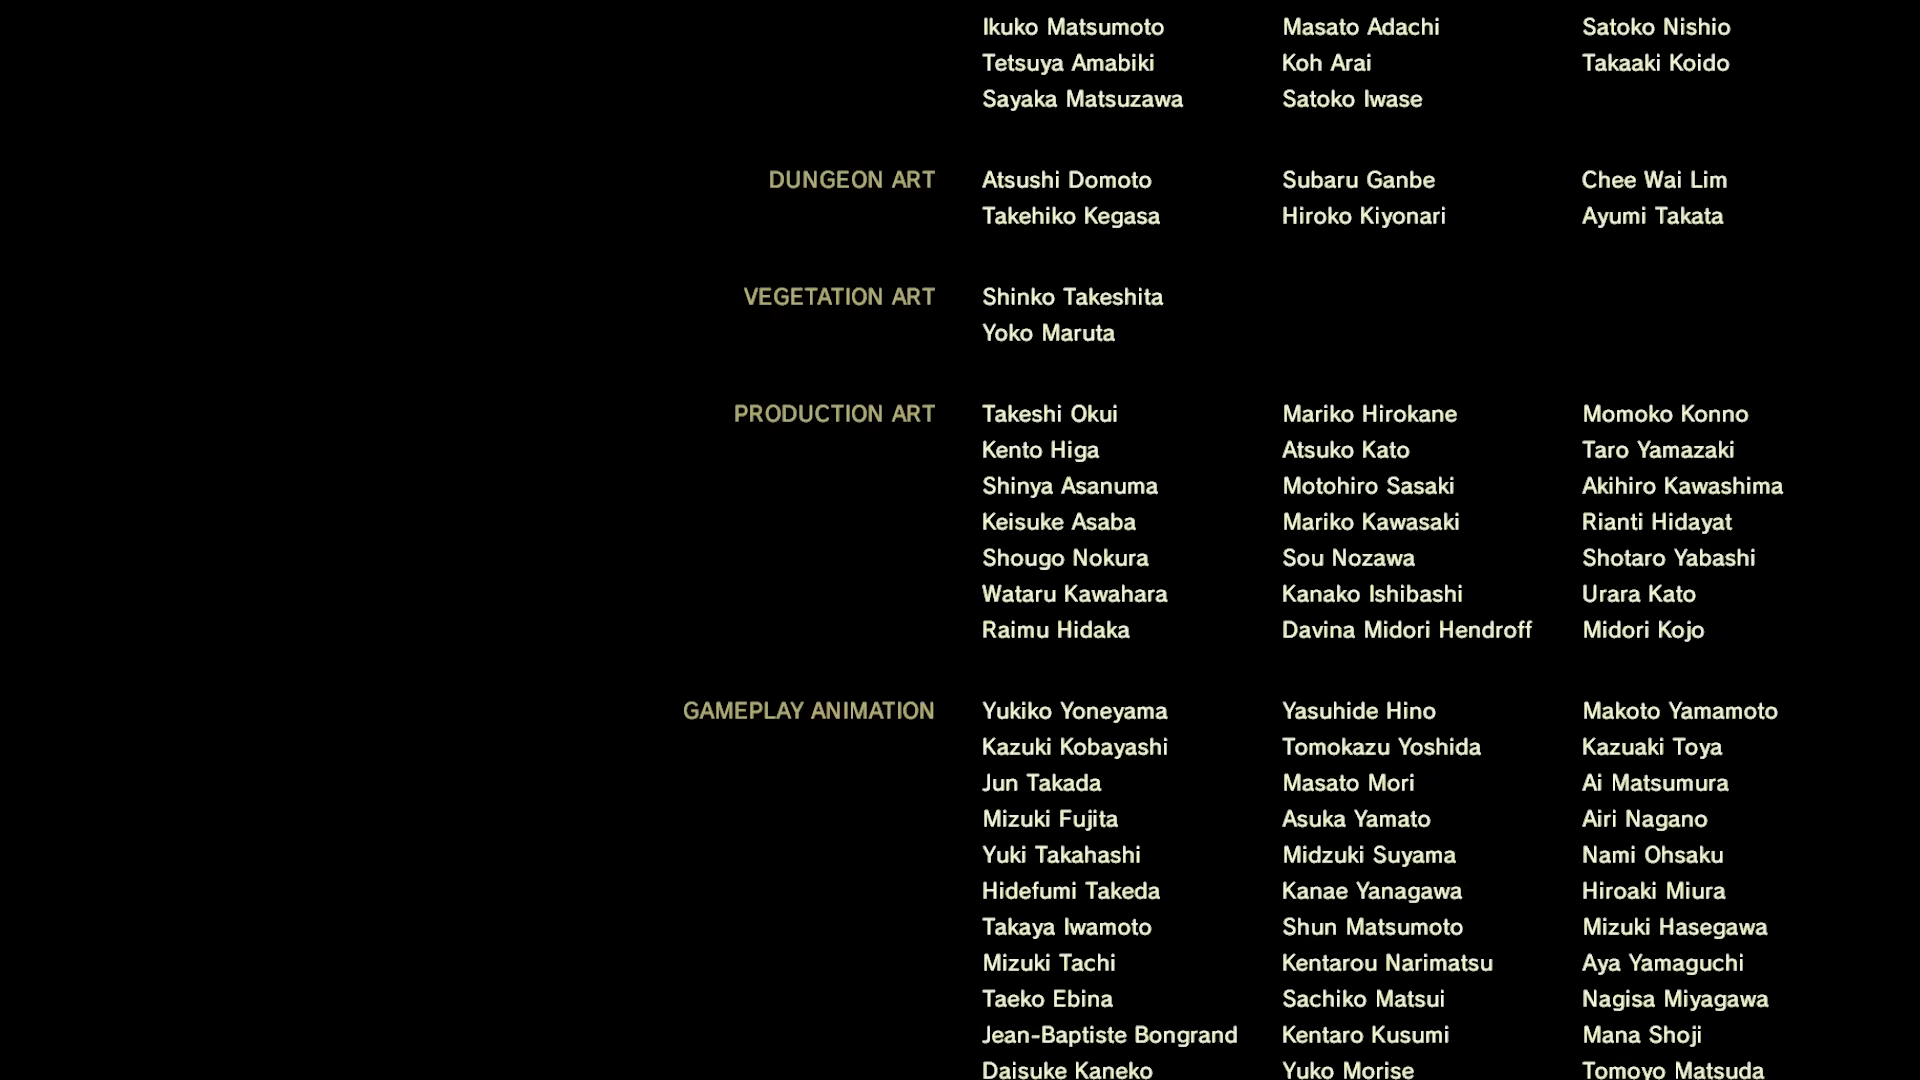 Ikuko Matsumoto Masato Adachi Satoko Nishio
Tetsuya Amabiki Koh Arai Takaaki Koido
Sayaka Matsuzawa Satoko Iwase
DUNGEON ART Atsushi Domoto Subaru Ganbe Chee Wai Lim
Takehiko Kegasa Hiroko Kiyonari Ayumi Takata
VEGETATION ART Shinko Takeshita
Yoko Maruta
PRODUCTION ART Takeshi Okui Mariko Hirokane Momoko Konno
Kento Higa Atsuko Kato Taro Yamazaki
Shinya Asanuma Motohiro Sasaki Akihiro Kawashima
Keisuke Asaba Mariko Kawasaki Rianti Hidayat
Shougo Nokura Sou Nozawa Shotaro Yabashi
Wataru Kawahara Kanako Ishibashi Urara Kato
Raimu Hidaka Davina Midori Hendroff Midori Kojo
GAMEPLAY ANIMATION Yukiko Yoneyama Yasuhide Hino Makoto Yamamoto
Kazuki Kobayashi Tomokazu Yoshida Kazuaki Toya
Jun Takada Masato Mori Ai Matsumura
Mizuki Fujita Asuka Yamato Airi Nagano
Yuki Takahashi Midzuki Suyama Nami Ohsaku
Hidefumi Takeda Kanae Yanagawa Hiroaki Miura
Takaya Iwamoto Shun Matsumoto Mizuki Hasegawa
Mizuki Tachi Kentarou Narimatsu Aya Yamaguchi
Taeko Ebina Sachiko Matsui Nagisa Miyagawa
Jean-Baptiste Bongrand Kentaro Kusumi Mana Shoji
Daisuke Kaneko Yuko Morise Tomoyo Matsuda